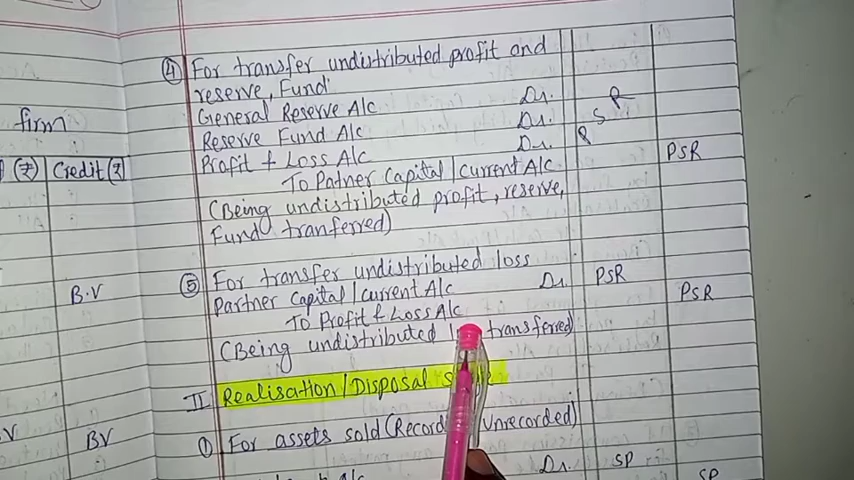 firm
(₹) Credit (₹)
B.V
BV
④ For transfer undistributed profit and
reserve, Fund
General Reserve A/c Dr.
Reserve Fund A/c Dr.
Profit + Loss A/c Dr.
P S R
To Patner Capital / current A/c PSR
(Being undistributed profit, reserve,
Fund tranferred)
⑤ For transfer undistributed loss
Partner Capital / current A/c Dr. PSR
To Profit & Loss A/c PSR
(Being undistributed transferred)
II Realisation / Disposal
① For assets sold (Record Unrecorded)
A/c Dr. SP
SP